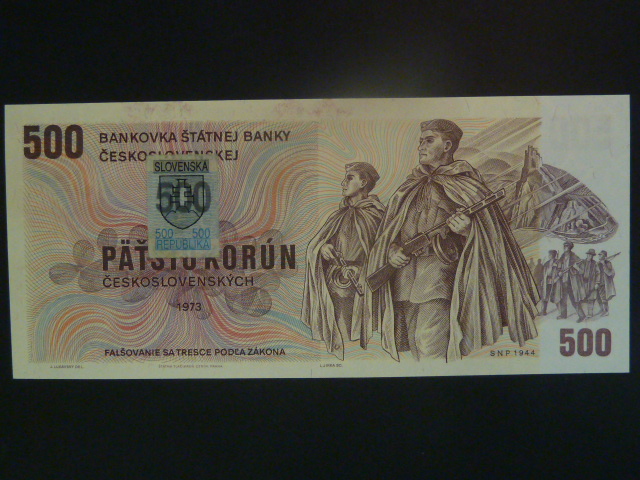 500
BANKOVKA ŠTÁTNEJ BANKY
ČESKOSLOVENSKEJ
SLOVENSKA
500
500 500
REPUBLIKA
PÄŤSTO KORÚN
ČESKOSLOVENSKÝCH
1973
FALŠOVANIE SA TRESCE PODĽA ZÁKONA
SNP 1944
500